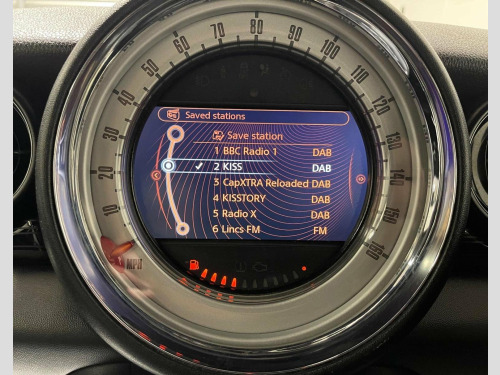 Saved stations
Save station
1 BBC Radio 1 DAB
2 KISS DAB
3 CapXTRA Reloaded DAB
4 KISSTORY DAB
5 Radio X DAB
6 Lincs FM FM
10
20
30
40
50
60
70
80
90
100
110
120
130
140
150
160
MPH